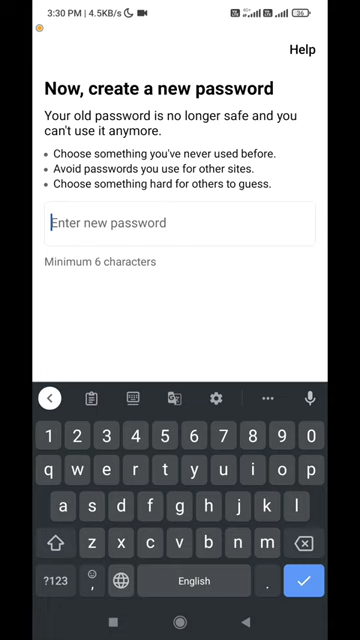 3:30 PM | 4.5KB/s
36
Help
Now, create a new password
Your old password is no longer safe and you
can't use it anymore.
• Choose something you've never used before.
• Avoid passwords you use for other sites.
• Choose something hard for others to guess.
Enter new password
Minimum 6 characters
1 2 3 4 5 6 7 8 9 0
q w e r t y u i o p
a s d f g h j k l
z x c v b n m
?123 , English .